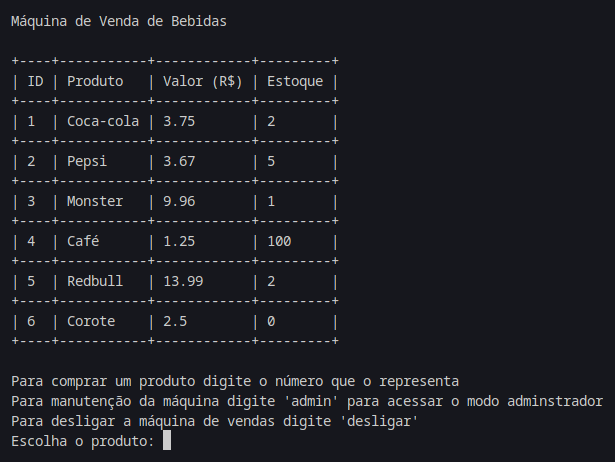 Máquina de Venda de Bebidas
+----+-----------+------------+---------+
| ID | Produto   | Valor (R$) | Estoque |
+----+-----------+------------+---------+
| 1  | Coca-cola | 3.75       | 2       |
+----+-----------+------------+---------+
| 2  | Pepsi     | 3.67       | 5       |
+----+-----------+------------+---------+
| 3  | Monster   | 9.96       | 1       |
+----+-----------+------------+---------+
| 4  | Café      | 1.25       | 100     |
+----+-----------+------------+---------+
| 5  | Redbull   | 13.99      | 2       |
+----+-----------+------------+---------+
| 6  | Corote    | 2.5        | 0       |
+----+-----------+------------+---------+
Para comprar um produto digite o número que o representa
Para manutenção da máquina digite 'admin' para acessar o modo adminstrador
Para desligar a máquina de vendas digite 'desligar'
Escolha o produto: